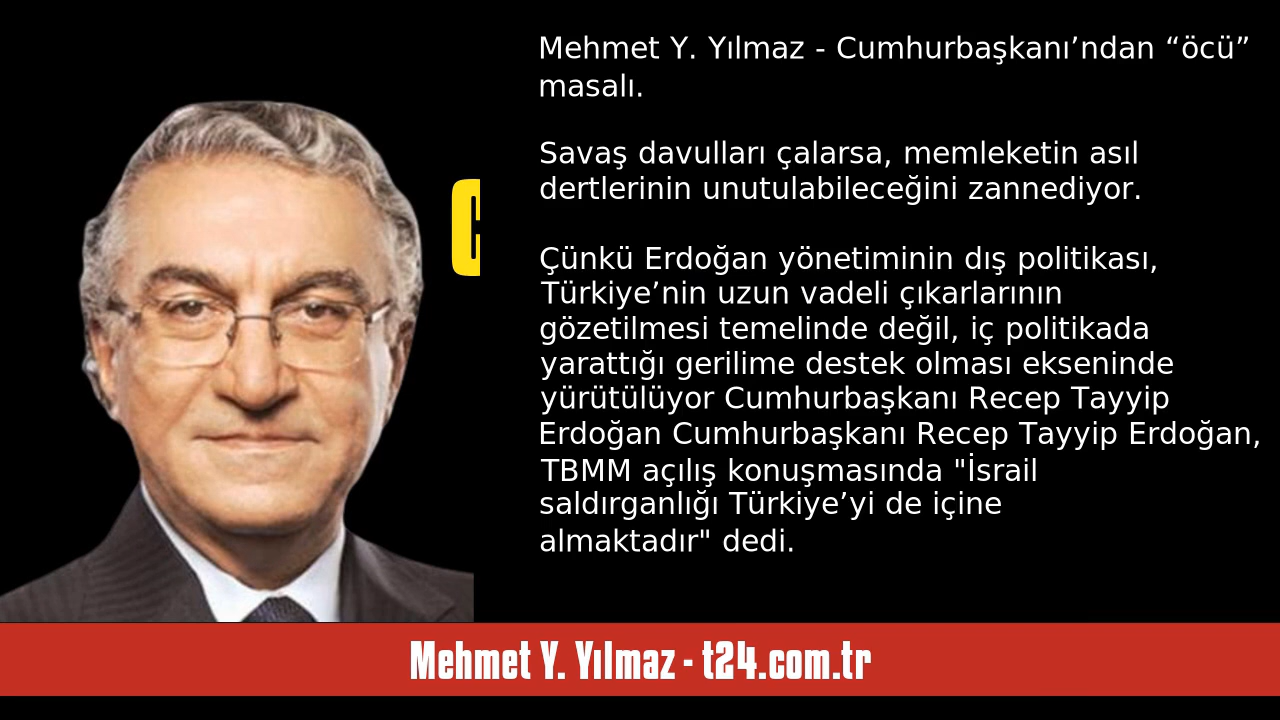 Mehmet Y. Yılmaz - Cumhurbaşkanı’ndan “öcü”
masalı.
Savaş davulları çalarsa, memleketin asıl
dertlerinin unutulabileceğini zannediyor.
Çünkü Erdoğan yönetiminin dış politikası,
Türkiye’nin uzun vadeli çıkarlarının
gözetilmesi temelinde değil, iç politikada
yarattığı gerilime destek olması ekseninde
yürütülüyor Cumhurbaşkanı Recep Tayyip
Erdoğan Cumhurbaşkanı Recep Tayyip Erdoğan,
TBMM açılış konuşmasında "İsrail
saldırganlığı Türkiye’yi de içine
almaktadır" dedi.
Mehmet Y. Yılmaz - t24.com.tr